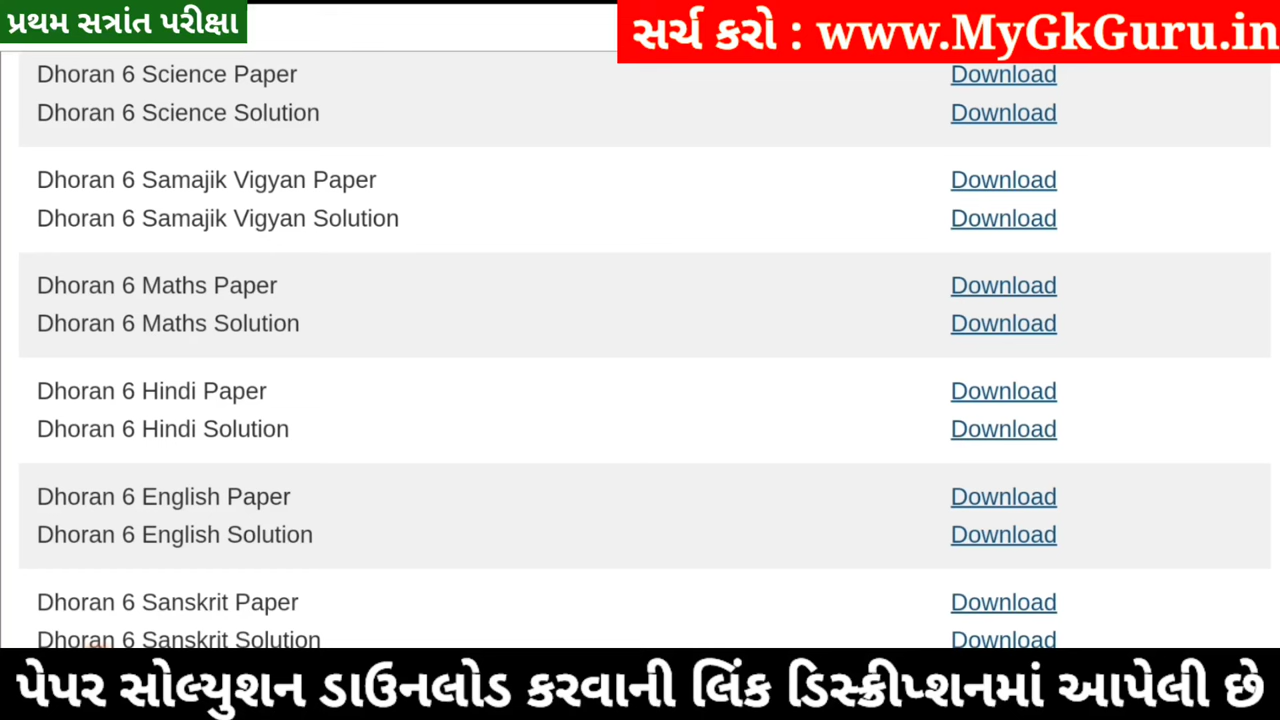 પ્રથમ સત્રાંત પરીક્ષા
સર્ચ કરો : www.MyGkGuru.in
Dhoran 6 Science Paper Download
Dhoran 6 Science Solution Download
Dhoran 6 Samajik Vigyan Paper Download
Dhoran 6 Samajik Vigyan Solution Download
Dhoran 6 Maths Paper Download
Dhoran 6 Maths Solution Download
Dhoran 6 Hindi Paper Download
Dhoran 6 Hindi Solution Download
Dhoran 6 English Paper Download
Dhoran 6 English Solution Download
Dhoran 6 Sanskrit Paper Download
Dhoran 6 Sanskrit Solution Download
પેપર સોલ્યુશન ડાઉનલોડ કરવાની લિંક ડિસ્ક્રીપ્શનમાં આપેલી છે